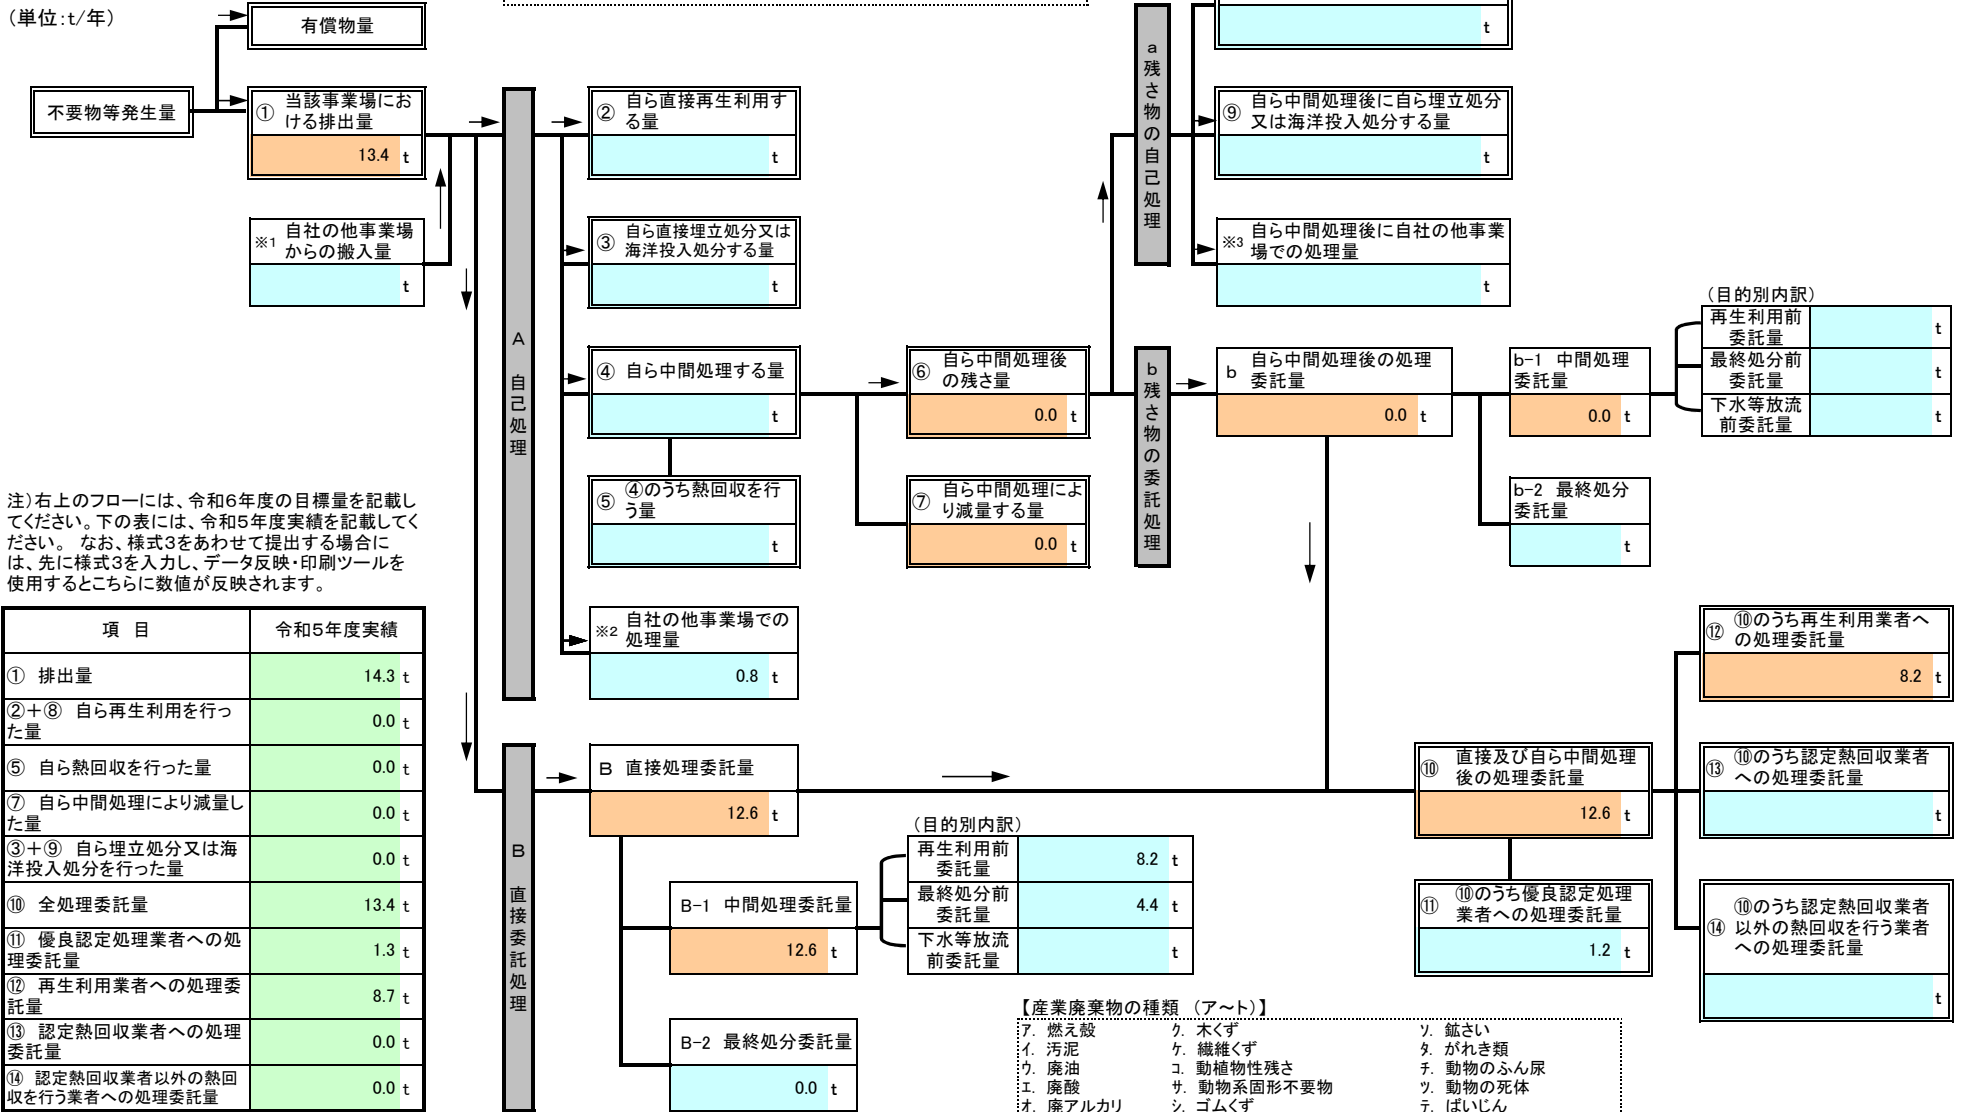 (単位:t/年)
有償物量
不要物等発生量
① 当該事業場にお
ける排出量
13.4 t
※1 自社の他事業場
からの搬入量
t
A 自己処理
② 自ら直接再生利用す
る量
t
③ 自ら直接埋立処分又は
海洋投入処分する量
t
④ 自ら中間処理する量
t
⑤ ④のうち熱回収を行
う量
t
※2 自社の他事業場での
処理量
0.8 t
⑥ 自ら中間処理後
の残さ量
0.0 t
⑦ 自ら中間処理によ
り減量する量
0.0 t
a 残さ物の自己処理
t
⑨ 自ら中間処理後に自ら埋立処分
又は海洋投入処分する量
t
※3 自ら中間処理後に自社の他事業
場での処理量
t
b 残さ物の委託処理
b 自ら中間処理後の処理
委託量
0.0 t
b-1 中間処理
委託量
0.0 t
b-2 最終処分
委託量
t
(目的別内訳)
再生利用前
委託量
t
最終処分前
委託量
t
下水等放流
前委託量
t
注)右上のフローには、令和6年度の目標量を記載し
てください。下の表には、令和5年度実績を記載してく
ださい。 なお、様式3をあわせて提出する場合に
は、先に様式3を入力し、データ反映・印刷ツールを
使用するとこちらに数値が反映されます。
項 目 令和5年度実績
① 排出量 14.3 t
②+⑧ 自ら再生利用を行っ
た量
0.0 t
⑤ 自ら熱回収を行った量 0.0 t
⑦ 自ら中間処理により減量し
た量
0.0 t
③+⑨ 自ら埋立処分又は海
洋投入処分を行った量
0.0 t
⑩ 全処理委託量 13.4 t
⑪ 優良認定処理業者への処
理委託量
1.3 t
⑫ 再生利用業者への処理委
託量
8.7 t
⑬ 認定熱回収業者への処理
委託量
0.0 t
⑭ 認定熱回収業者以外の熱回
収を行う業者への処理委託量
0.0 t
B 直接委託処理
B 直接処理委託量
12.6 t
B-1 中間処理委託量
12.6 t
B-2 最終処分委託量
0.0 t
(目的別内訳)
再生利用前
委託量
8.2 t
最終処分前
委託量
4.4 t
下水等放流
前委託量
t
⑩ 直接及び自ら中間処理
後の処理委託量
12.6 t
⑪ ⑩のうち優良認定処理
業者への処理委託量
1.2 t
⑫ ⑩のうち再生利用業者へ
の処理委託量
8.2 t
⑬ ⑩のうち認定熱回収業者
への処理委託量
t
⑭ ⑩のうち認定熱回収業者
以外の熱回収を行う業者
への処理委託量
t
【産業廃棄物の種類 (ア~ト)】
ア. 燃え殻 ク. 木くず ソ. 鉱さい
イ. 汚泥 ケ. 繊維くず タ. がれき類
ウ. 廃油 コ. 動植物性残さ チ. 動物のふん尿
エ. 廃酸 サ. 動物系固形不要物 ツ. 動物の死体
オ. 廃アルカリ シ. ゴムくず テ. ばいじん